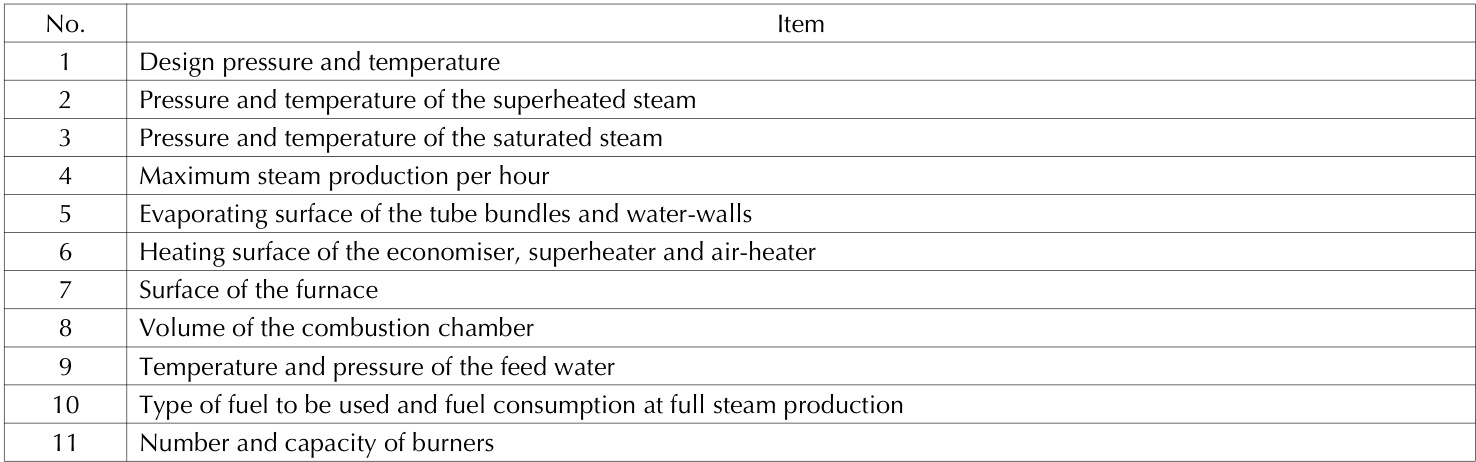 No. Item
1 Design pressure and temperature
2 Pressure and temperature of the superheated steam
3 Pressure and temperature of the saturated steam
4 Maximum steam production per hour
5 Evaporating surface of the tube bundles and water-walls
6 Heating surface of the economiser, superheater and air-heater
7 Surface of the furnace
8 Volume of the combustion chamber
9 Temperature and pressure of the feed water
10 Type of fuel to be used and fuel consumption at full steam production
11 Number and capacity of burners